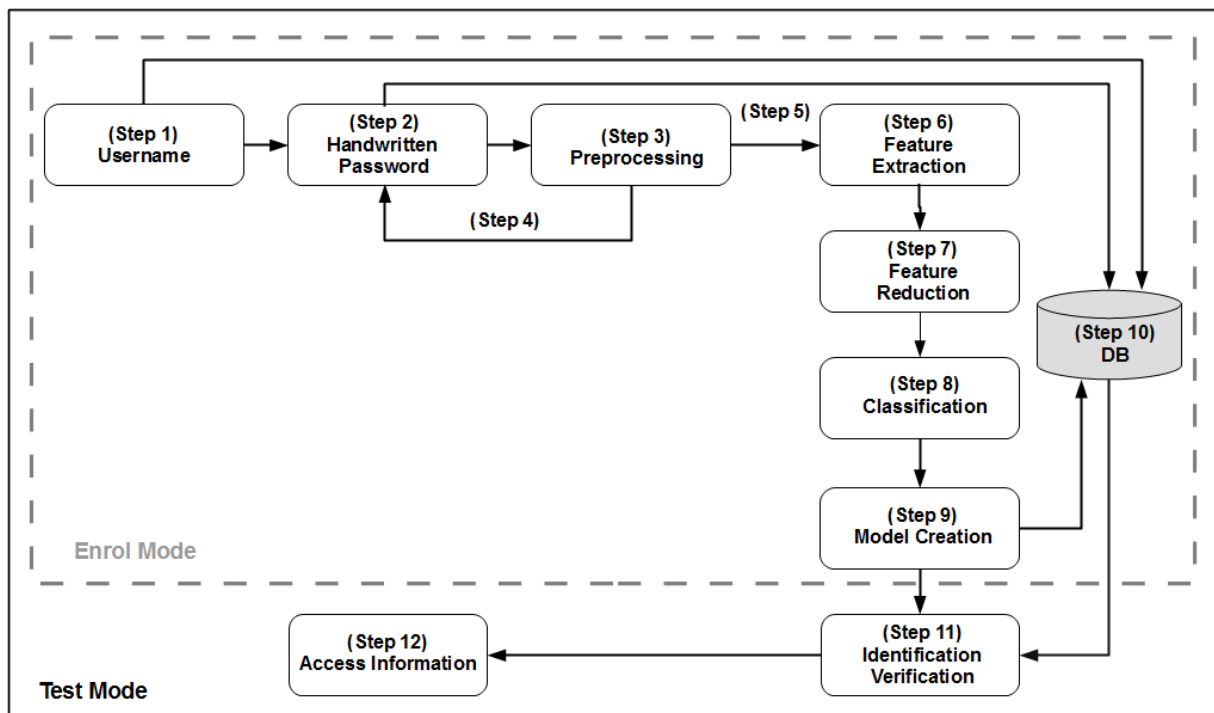 (Step 1)
Username
(Step 2)
Handwritten
Password
(Step 3)
Preprocessing
(Step 4)
(Step 5)
(Step 6)
Feature
Extraction
(Step 7)
Feature
Reduction
(Step 8)
Classification
(Step 9)
Model Creation
(Step 10)
DB
Enrol Mode
(Step 11)
Identification
Verification
(Step 12)
Access Information
Test Mode